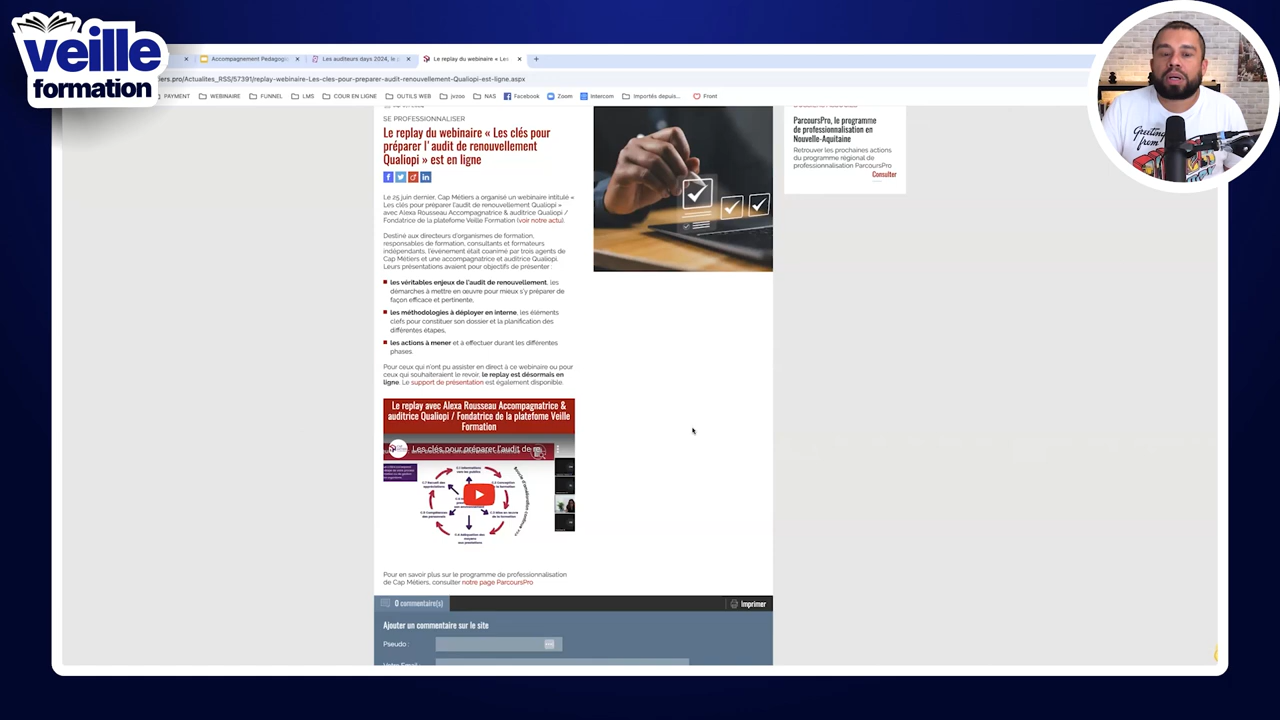 veille
formation
Accompagnement Pedagogi
Les auditeurs days 2024, le
Le replay du webinaire « Les
iers.pro/Actualites_RSS/57391/replay-webinaire-Les-cles-pour-preparer-audit-renouvellement-Qualiopi-est-ligne.aspx
PAYMENT
WEBINAIRE
FUNNEL
LMS
COUR EN LIGNE
OUTILS WEB
jvzoo
NAS
Facebook
Zoom
Intercom
Importés depuis...
Front
SE PROFESSIONNALISER
Le replay du webinaire « Les clés pour
préparer l'audit de renouvellement
Qualiopi » est en ligne
Le 25 juin dernier, Cap Métiers a organisé un webinaire intitulé «
Les clés pour préparer l'audit de renouvellement Qualiopi »
avec Alexa Rousseau Accompagnatrice & auditrice Qualiopi /
Fondatrice de la plateforme Veille Formation (voir notre actu).
Destiné aux directeurs d'organismes de formation,
responsables de formation, consultants et formateurs
indépendants, l'événement était coanimé par trois agents de
Cap Métiers et une accompagnatrice et auditrice Qualiopi.
Leurs présentations avaient pour objectifs de présenter :
les véritables enjeux de l'audit de renouvellement, les
démarches à mettre en œuvre pour mieux s'y préparer de
façon efficace et pertinente,
les méthodologies à déployer en interne, les éléments
clefs pour constituer son dossier et la planification des
différentes étapes,
les actions à mener et à effectuer durant les différentes
phases
Pour ceux qui n'ont pu assister en direct à ce webinaire ou pour
ceux qui souhaiteraient le revoir, le replay est désormais en
ligne. Le support de présentation est également disponible.
Le replay avec Alexa Rousseau Accompagnatrice &
auditrice Qualiopi / Fondatrice de la plateforme Veille
Formation
Les clés pour préparer l'audit de
Pour en savoir plus sur le programme de professionnalisation
de Cap Métiers, consulter notre page ParcoursPro
0 commentaire(s)
Imprimer
Ajouter un commentaire sur le site
Pseudo :
Votre Email
ParcoursPro, le programme
de professionnalisation en
Nouvelle-Aquitaine
Retrouver les prochaines actions
du programme régional de
professionnalisation ParcoursPro
Consulter
Greetings
from!